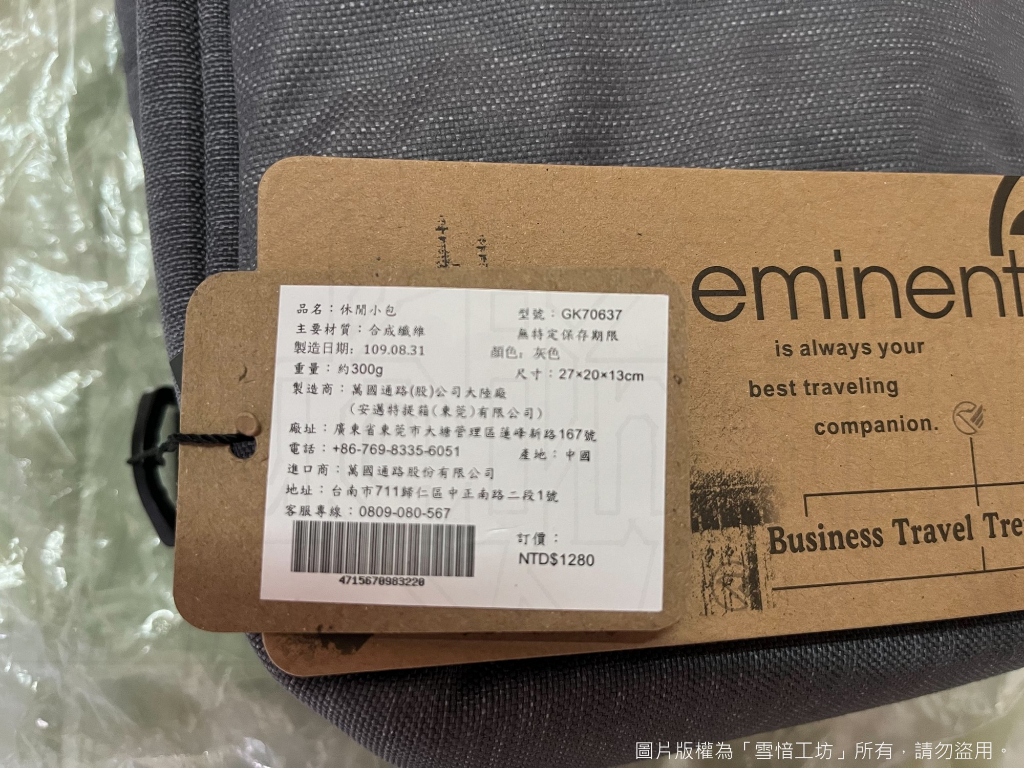 品名：休閒小包
型號：GK70637
主要材質：合成纖維
無特定保存期限
製造日期：109.08.31
顏色：灰色
重量：約300g
尺寸：27×20×13cm
製造商：萬國通路(股)公司大陸廠
（安邁特提箱(東莞)有限公司）
廠址：廣東省東莞市大塘管理區蓮峰新路167號
電話：+86-769-8335-6051
產地：中國
進口商：萬國通路股份有限公司
地址：台南市711歸仁區中正南路二段1號
客服專線：0809-080-567
訂價：
NTD$1280
4715670983220
eminent
is always your
best traveling
companion.
Business Travel Tre
圖片版權為「雪愔工坊」所有，請勿盜用。